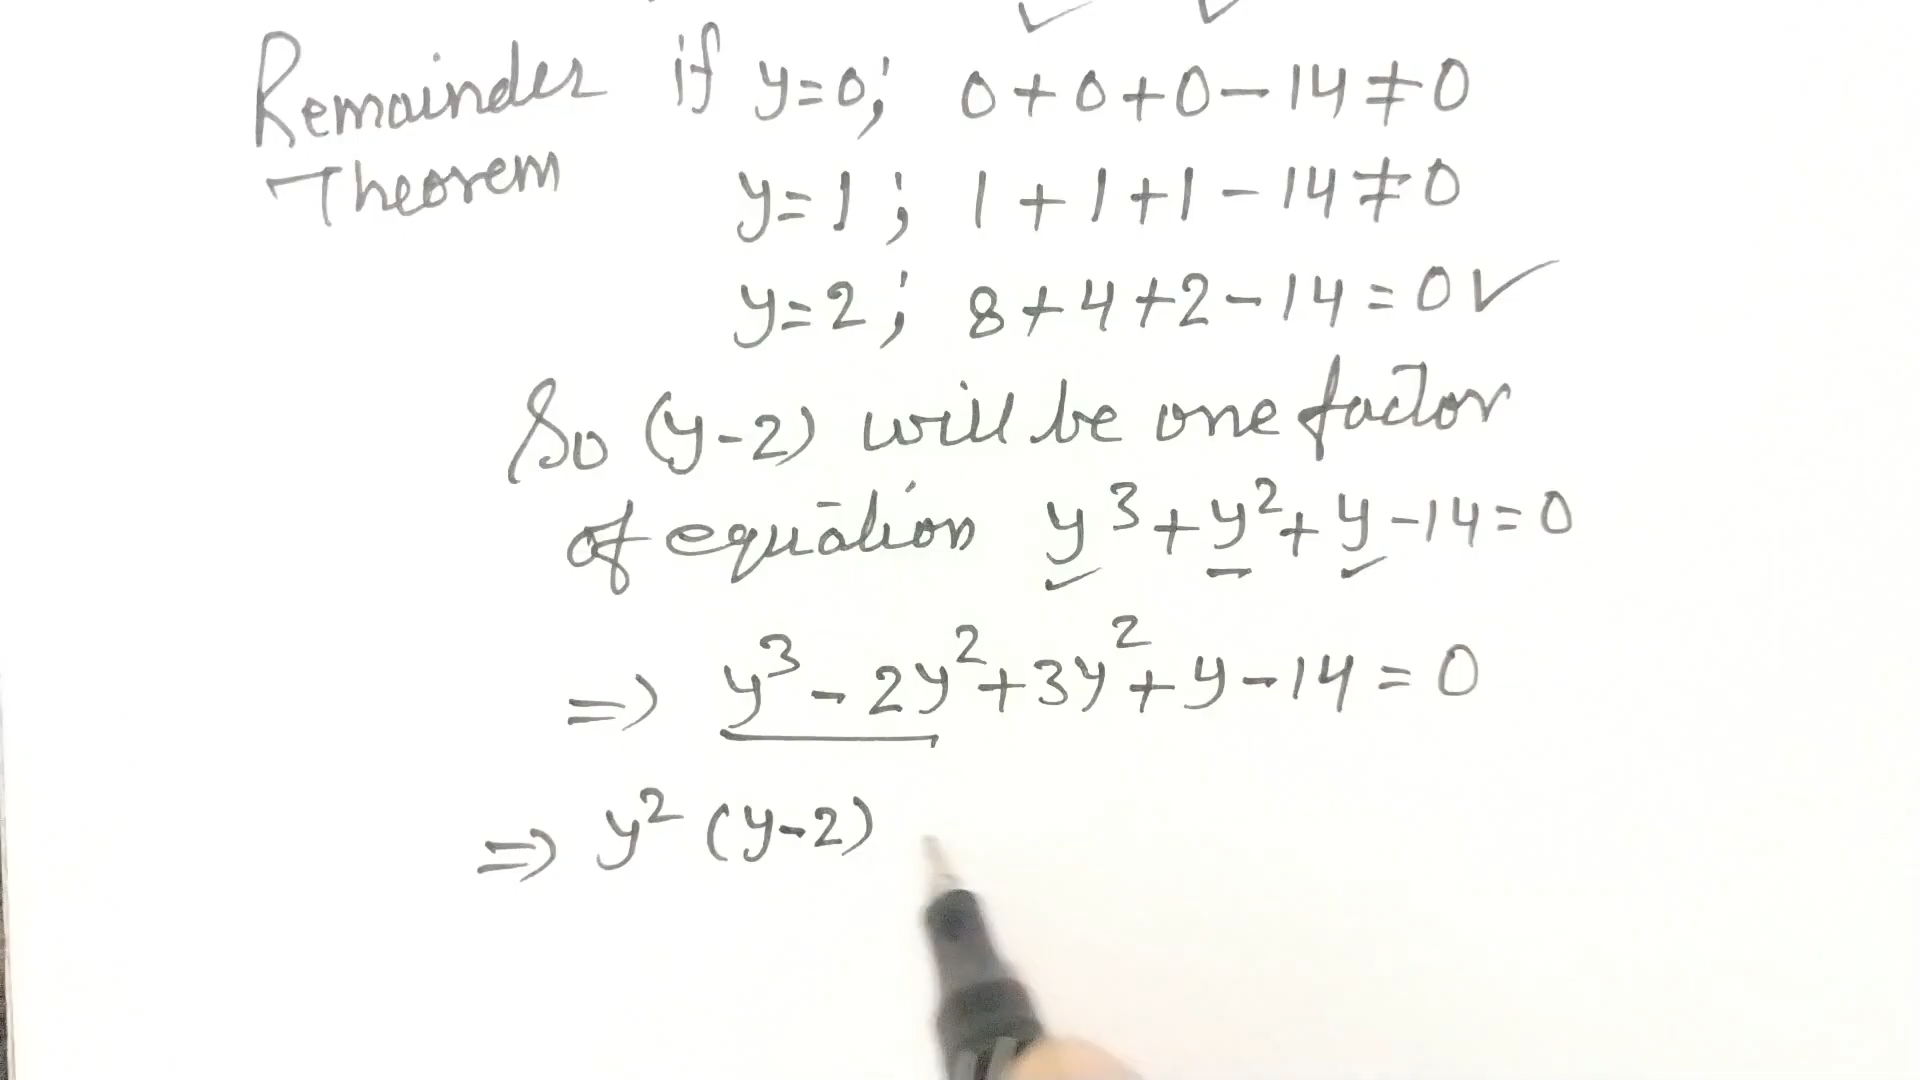 Remainder if y=0; 0+0+0-14≠0
Theorem y=1; 1+1+1-14≠0
y=2; 8+4+2-14=0✓
So (y-2) will be one factor
of equation y³+y²+y-14=0
=> y³-2y²+3y²+y-14=0
=> y²(y-2)